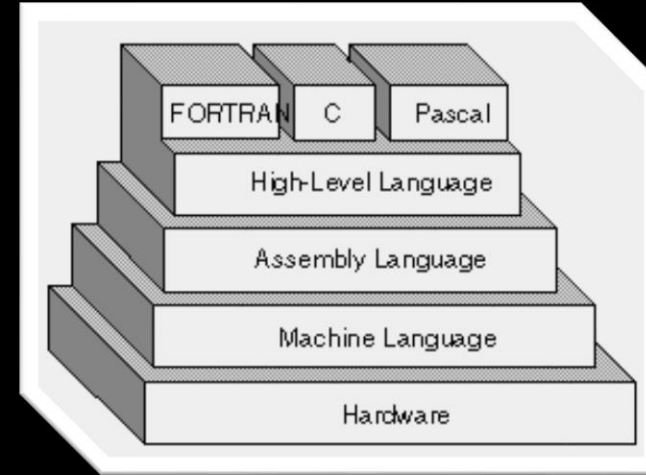 FORTRAN C Pascal
High-Level Language
Assembly Language
Machine Language
Hardware